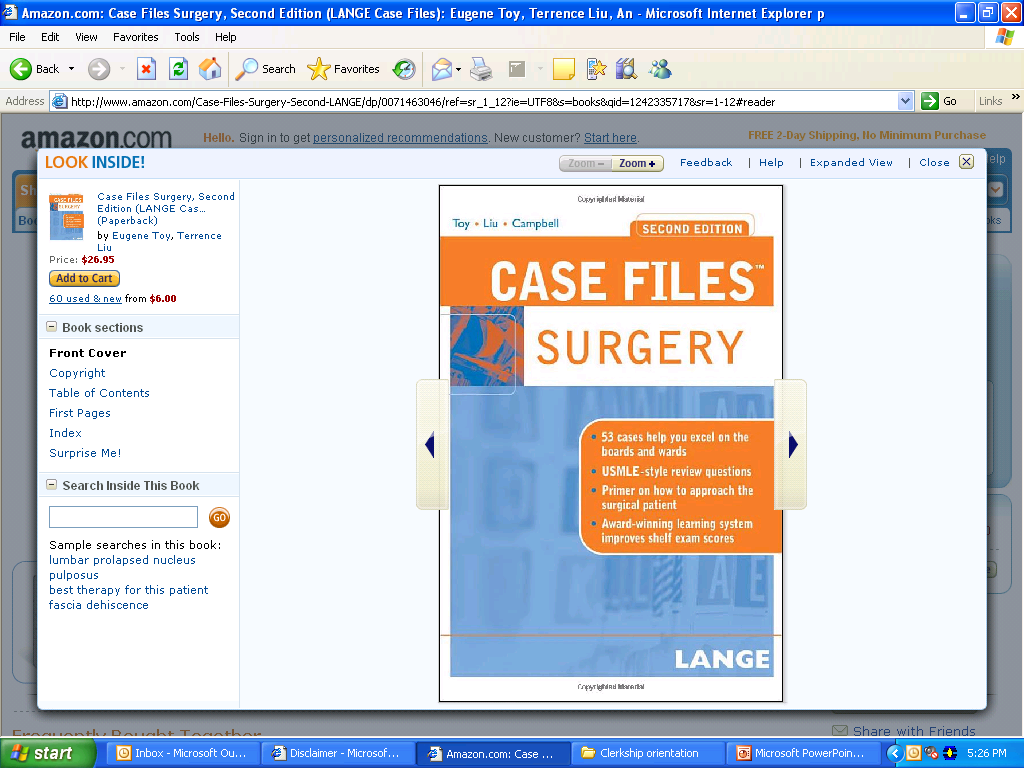 Amazon.com: Case Files Surgery, Second Edition (LANGE Case Files): Eugene Toy, Terrence Liu, An - Microsoft Internet Explorer p
File Edit View Favorites Tools Help
Back Search Favorites
Address http://www.amazon.com/Case-Files-Surgery-Second-LANGE/dp/0071463046/ref=sr_1_12?ie=UTF8&s=books&qid=1242335717&sr=1-12#reader Go Links »
amazon.com Hello. Sign in to get personalized recommendations. New customer? Start here. FREE 2-Day Shipping, No Minimum Purchase
LOOK INSIDE! Zoom – Zoom + Feedback | Help | Expanded View | Close
Case Files Surgery, Second
Edition (LANGE Cas...
(Paperback)
by Eugene Toy, Terrence
Liu
Price: $26.95
Add to Cart
60 used & new from $6.00
Book sections
Front Cover
Copyright
Table of Contents
First Pages
Index
Surprise Me!
Search Inside This Book
GO
Sample searches in this book:
lumbar prolapsed nucleus
pulposus
best therapy for this patient
fascia dehiscence
Copyrighted Material
Toy • Liu • Campbell
SECOND EDITION
CASE FILES™
SURGERY
• 53 cases help you excel on the
boards and wards
• USMLE-style review questions
• Primer on how to approach the
surgical patient
• Award-winning learning system
improves shelf exam scores
LANGE
Copyrighted Material
Frequently Bought Together
Share with Friends
start Inbox - Microsoft Ou... Disclaimer - Microsof... Amazon.com: Case ... Clerkship orientation Microsoft PowerPoin... 5:26 PM